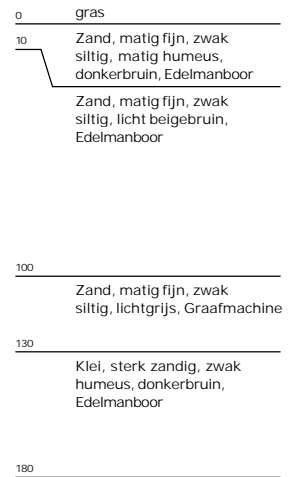 0
gras
10
Zand, matig fijn, zwak
siltig, matig humeus,
donkerbruin, Edelmanboor
Zand, matig fijn, zwak
siltig, licht beigebruin,
Edelmanboor
100
Zand, matig fijn, zwak
siltig, lichtgrijs, Graafmachine
130
Klei, sterk zandig, zwak
humeus, donkerbruin,
Edelmanboor
180